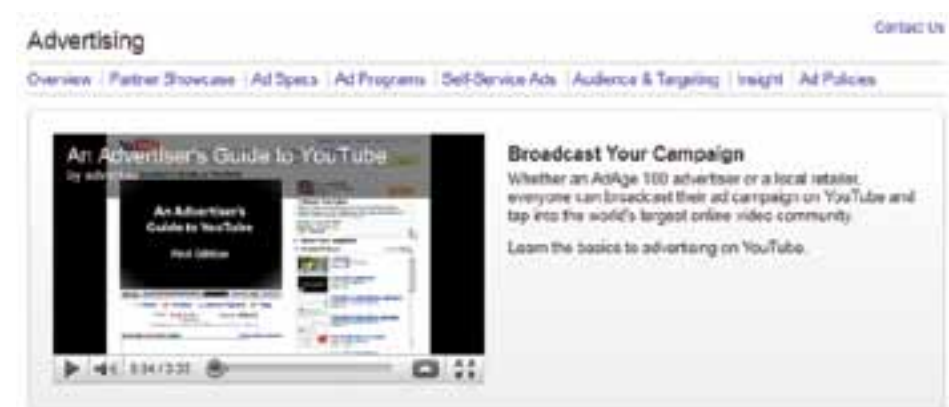 Contact Us
Advertising
Overview Partner Showcase Ad Specs Ad Programs Self-Service Ads Audience & Targeting Insight Ad Policies
An Advertiser's Guide to YouTube
by
An Advertiser's
Guide to YouTube
First Edition
Broadcast Your Campaign
Whether an AdAge 100 advertiser or a local retailer,
everyone can broadcast their ad campaign on YouTube and
tap into the world's largest online video community.
Learn the basics to advertising on YouTube.